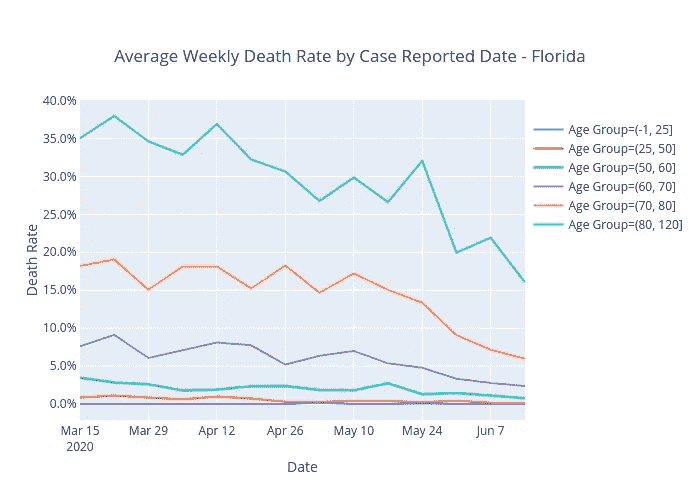 Average Weekly Death Rate by Case Reported Date - Florida
40.0%
35.0%
30.0%
25.0%
20.0%
15.0%
10.0%
5.0%
0.0%
Death Rate
Mar 15
2020
Mar 29
Apr 12
Apr 26
May 10
May 24
Jun 7
Date
Age Group=(-1, 25]
Age Group=(25, 50]
Age Group=(50, 60]
Age Group=(60, 70]
Age Group=(70, 80]
Age Group=(80, 120]